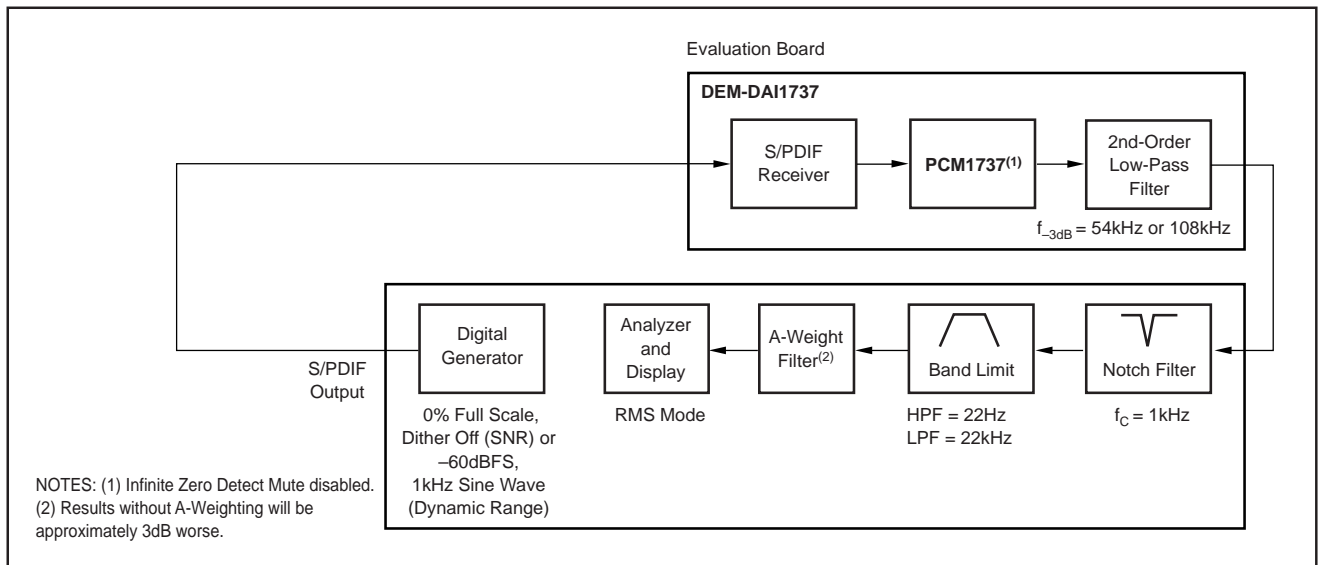 Evaluation Board
DEM-DAI1737
S/PDIF
Receiver
PCM1737(1)
2nd-Order
Low-Pass
Filter
f–3dB = 54kHz or 108kHz
S/PDIF
Output
Digital
Generator
0% Full Scale,
Dither Off (SNR) or
–60dBFS,
1kHz Sine Wave
(Dynamic Range)
Analyzer
and
Display
RMS Mode
A-Weight
Filter(2)
Band Limit
HPF = 22Hz
LPF = 22kHz
Notch Filter
fC = 1kHz
NOTES: (1) Infinite Zero Detect Mute disabled.
(2) Results without A-Weighting will be
approximately 3dB worse.